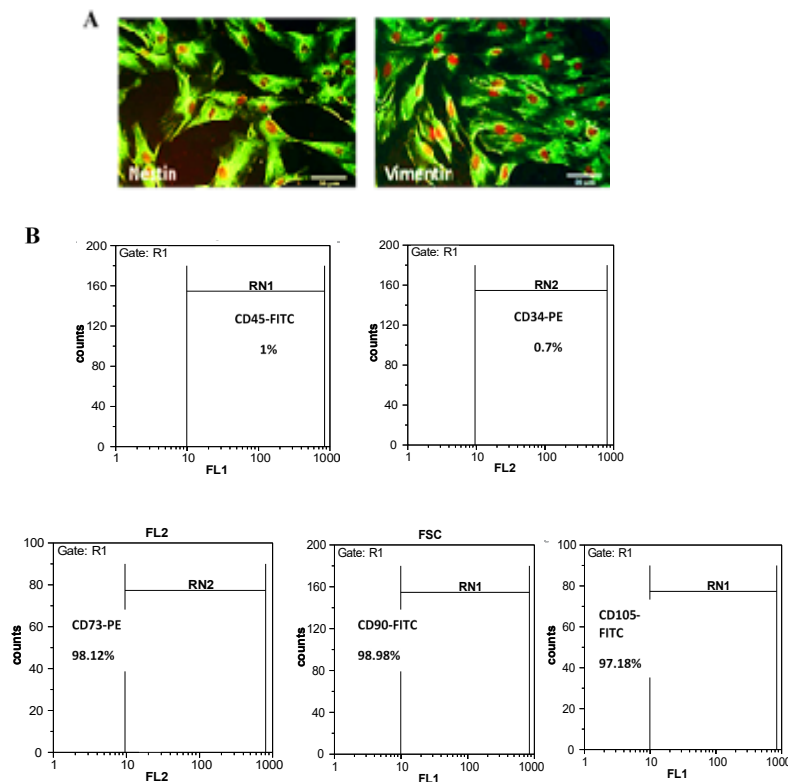 A
Nestin
Vimentin
B
200
160
120
80
40
0
counts
Gate: R1
RN1
CD45-FITC
1%
1
10
100
1000
FL1
200
160
120
80
40
0
counts
Gate: R1
RN2
CD34-PE
0.7%
1
10
100
1000
FL2
FL2
100
80
60
40
20
0
counts
Gate: R1
RN2
CD73-PE
98.12%
1
10
100
1000
FL2
FSC
200
160
120
80
40
0
counts
Gate: R1
RN1
CD90-FITC
98.98%
1
10
100
1000
FL1
100
80
60
40
20
0
counts
Gate: R1
RN1
CD105-
FITC
97.18%
1
10
100
1000
FL1